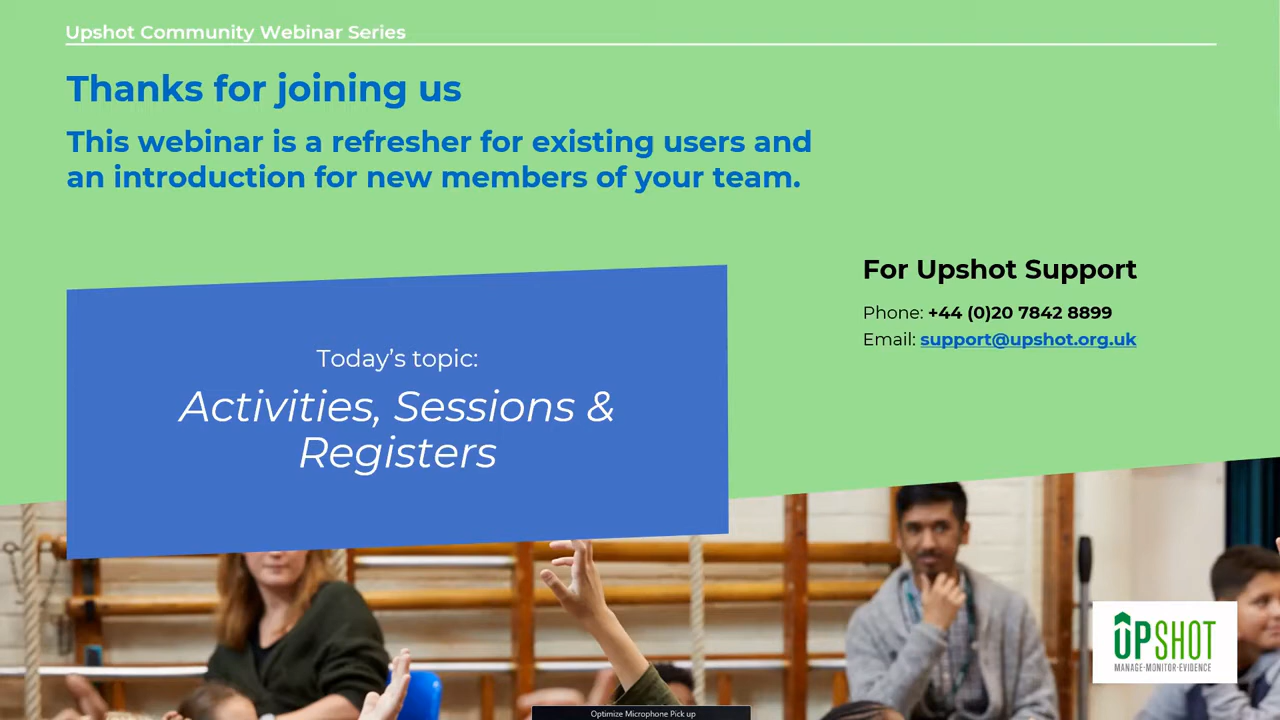 Upshot Community Webinar Series
Thanks for joining us
This webinar is a refresher for existing users and
an introduction for new members of your team.
For Upshot Support
Phone: +44 (0)20 7842 8899
Email: support@upshot.org.uk
Today’s topic:
Activities, Sessions &
Registers
UPSHOT
MANAGE·MONITOR·EVIDENCE
Optimize Microphone Pick up